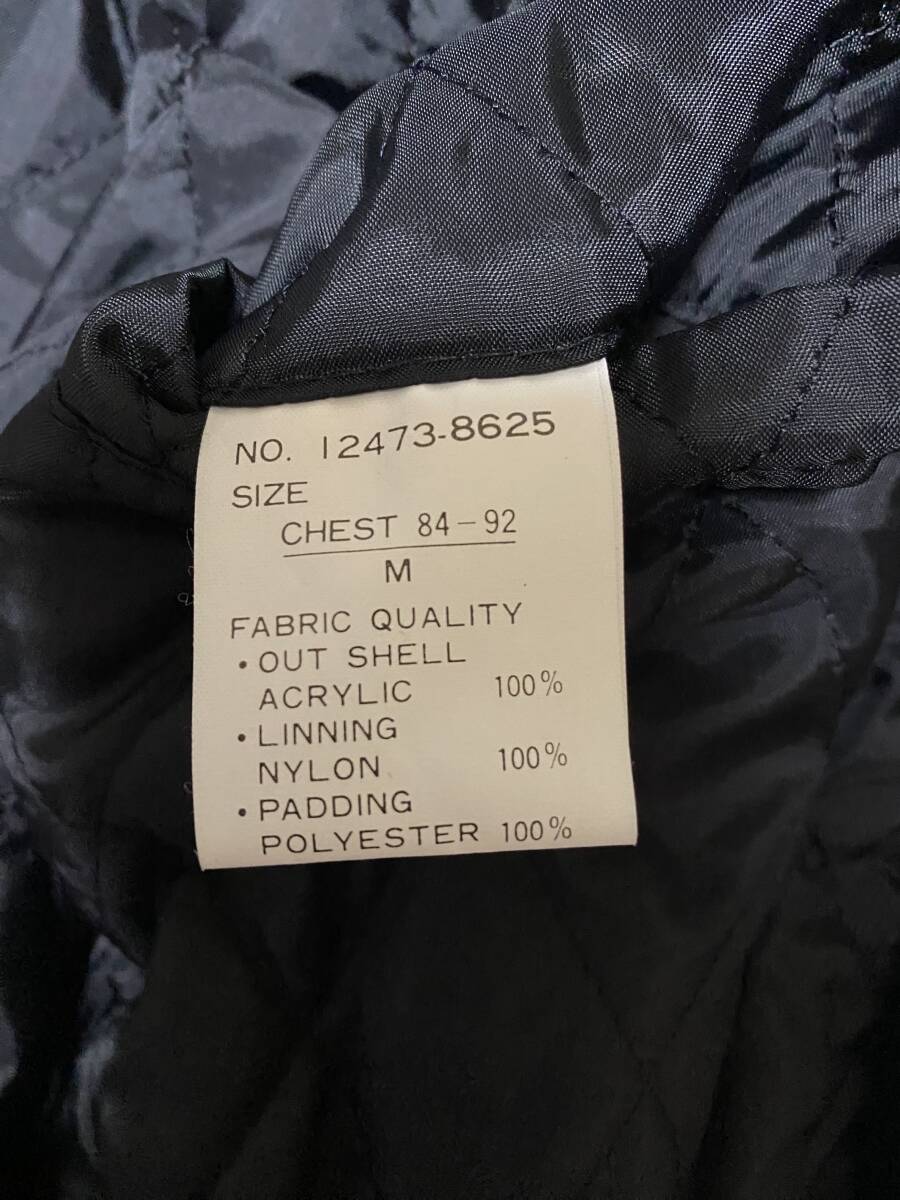 NO. 12473-8625
SIZE
CHEST 84-92
M
FABRIC QUALITY
・OUT SHELL
ACRYLIC 100%
・LINNING
NYLON 100%
・PADDING
POLYESTER 100%